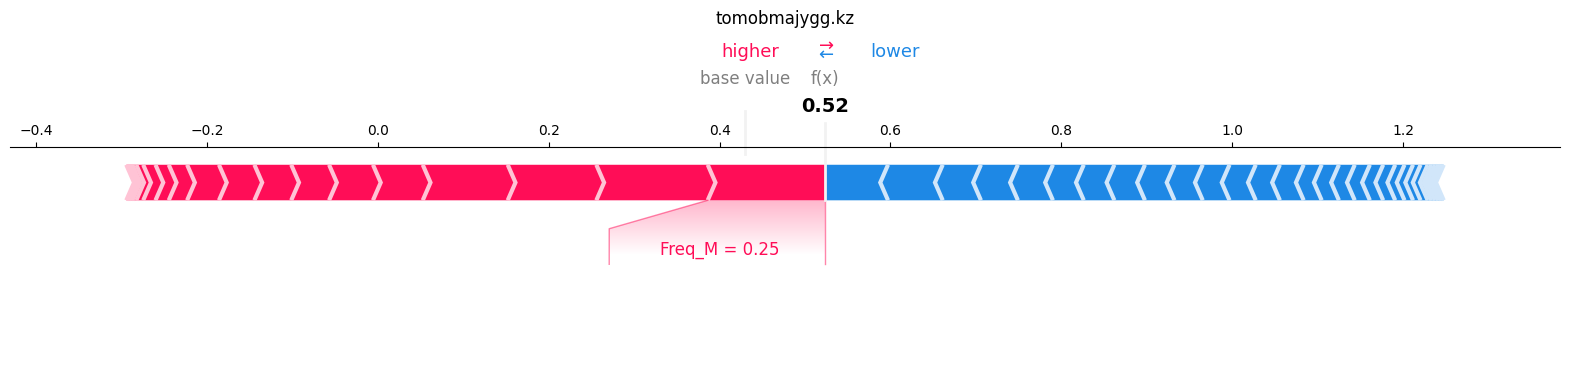 tomobmajygg.kz
higher ⇄ lower
base value f(x)
0.52
−0.4 −0.2 0.0 0.2 0.4 0.6 0.8 1.0 1.2
Freq_M = 0.25